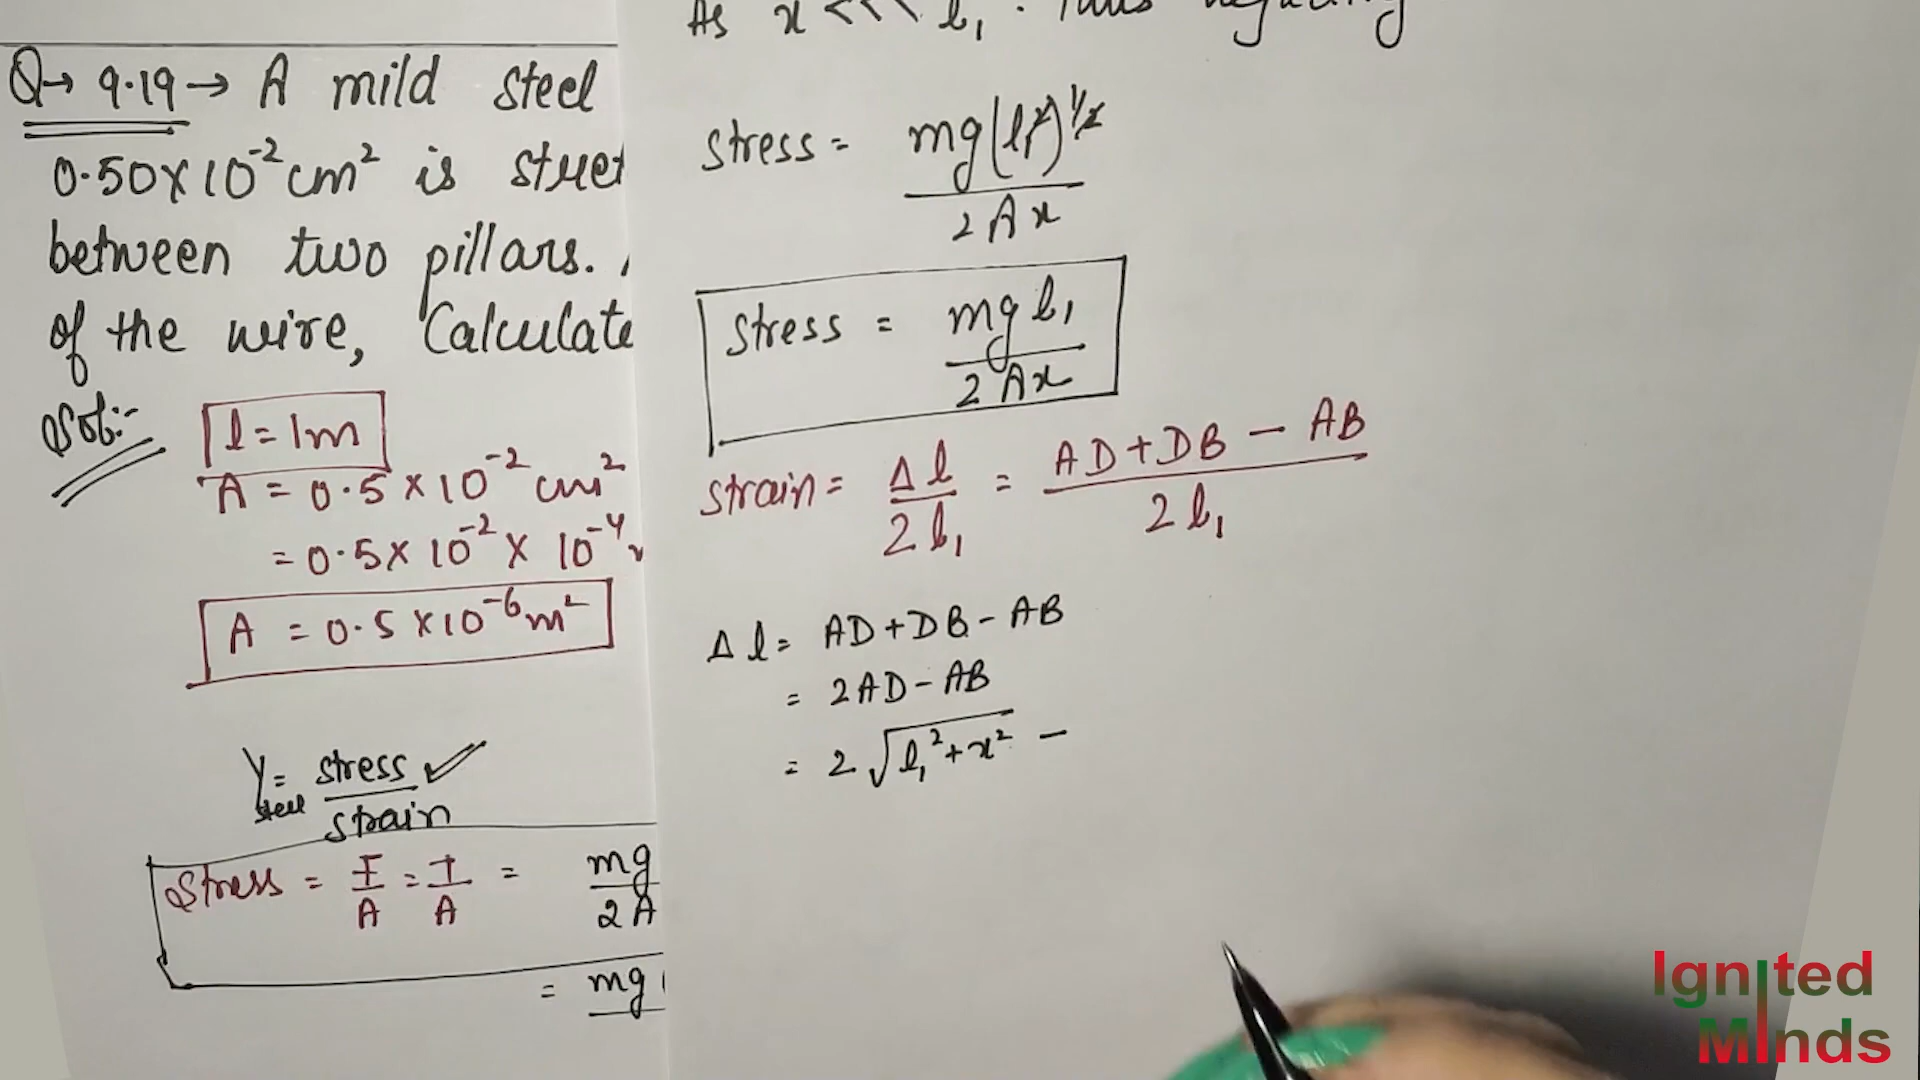 Q→ 9.19 → A mild steel
0.50×10⁻²cm² is stret
between two pillars.
of the wire, Calculate
Sol:-
l = 1m
A = 0.5 × 10⁻² cm²
= 0.5 × 10⁻² × 10⁻⁴
A = 0.5 × 10⁻⁶ m²
Y steel = stress / strain
Stress = F/A = T/A = mg / 2A
= mg
As x <<< l₁. Thus
stress = mg(l₁²)^1/2 / 2Ax
stress = mg l₁ / 2Ax
strain = Δl / 2l₁ = AD + DB − AB / 2l₁
Δl = AD + DB − AB
= 2AD − AB
= 2√l₁² + x² −
Ignited
Minds